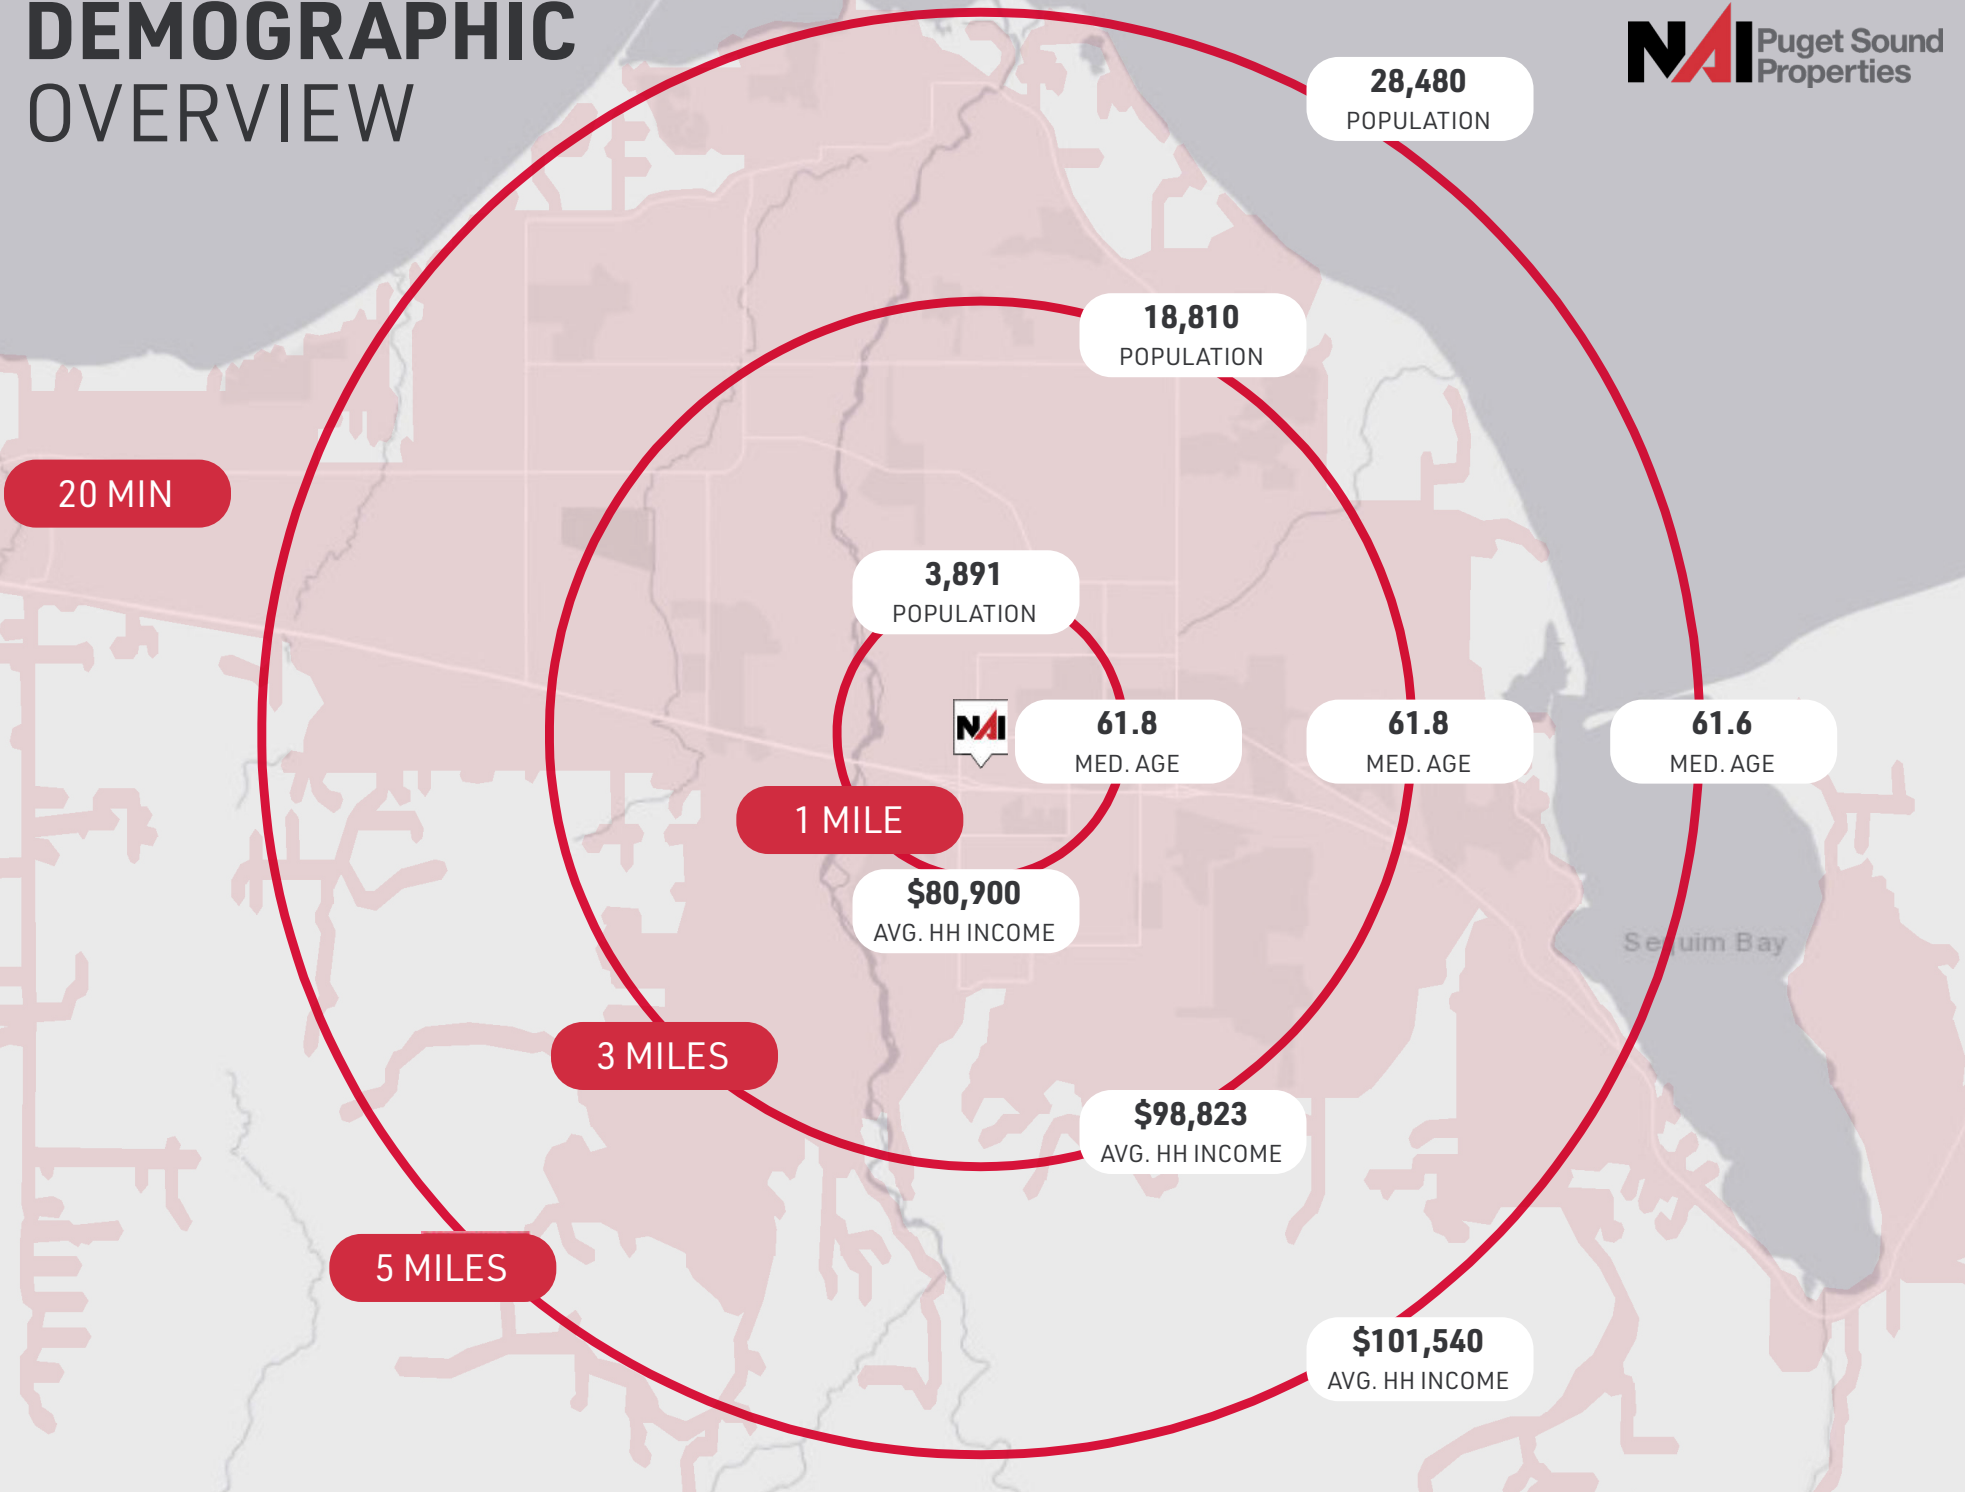 DEMOGRAPHIC
OVERVIEW
NAI Puget Sound
Properties
28,480
POPULATION
18,810
POPULATION
20 MIN
3,891
POPULATION
NAI
61.8
MED. AGE
61.8
MED. AGE
61.6
MED. AGE
1 MILE
$80,900
AVG. HH INCOME
Sequim Bay
3 MILES
$98,823
AVG. HH INCOME
5 MILES
$101,540
AVG. HH INCOME